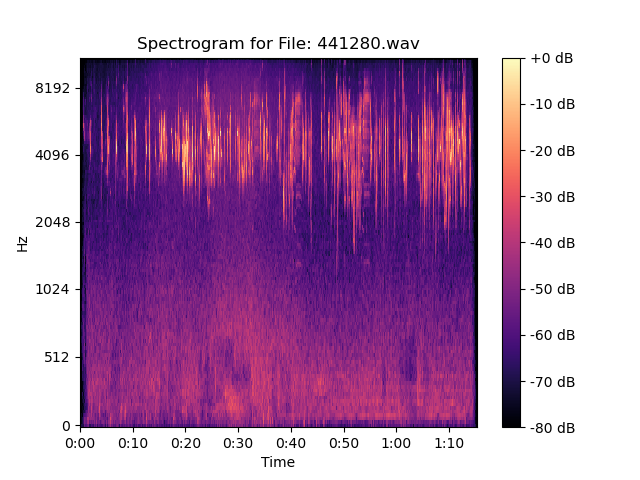 Spectrogram for File: 441280.wav
Hz
8192
4096
2048
1024
512
0
0:00 0:10 0:20 0:30 0:40 0:50 1:00 1:10
Time
+0 dB
-10 dB
-20 dB
-30 dB
-40 dB
-50 dB
-60 dB
-70 dB
-80 dB